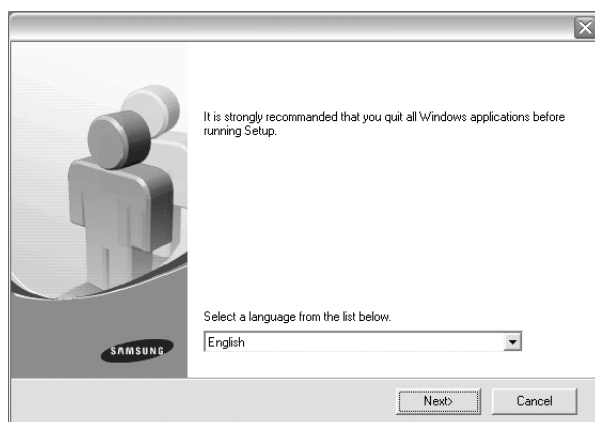 It is strongly recommanded that you quit all Windows applications before
running Setup.
Select a language from the list below.
English
SAMSUNG
Next>
Cancel